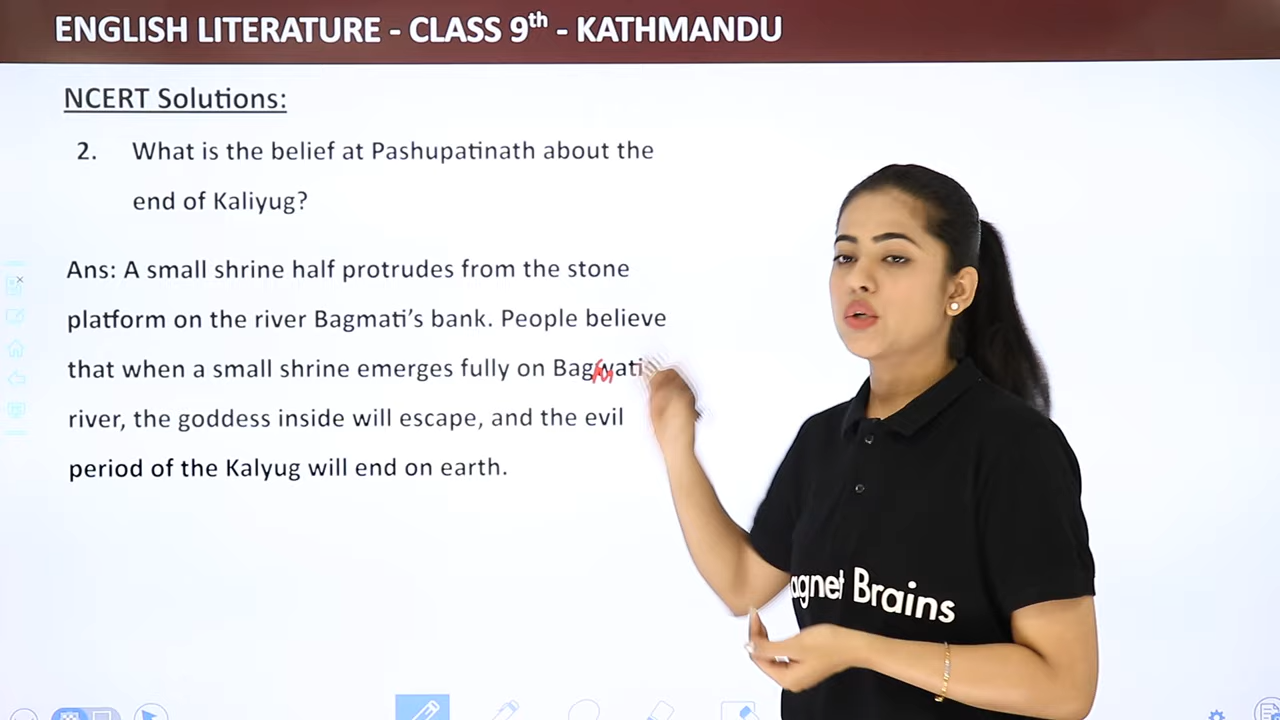 ENGLISH LITERATURE - CLASS 9th - KATHMANDU
NCERT Solutions:
2. What is the belief at Pashupatinath about the
end of Kaliyug?
Ans: A small shrine half protrudes from the stone
platform on the river Bagmati's bank. People believe
that when a small shrine emerges fully on Bagmati
river, the goddess inside will escape, and the evil
period of the Kalyug will end on earth.
agnet Brains